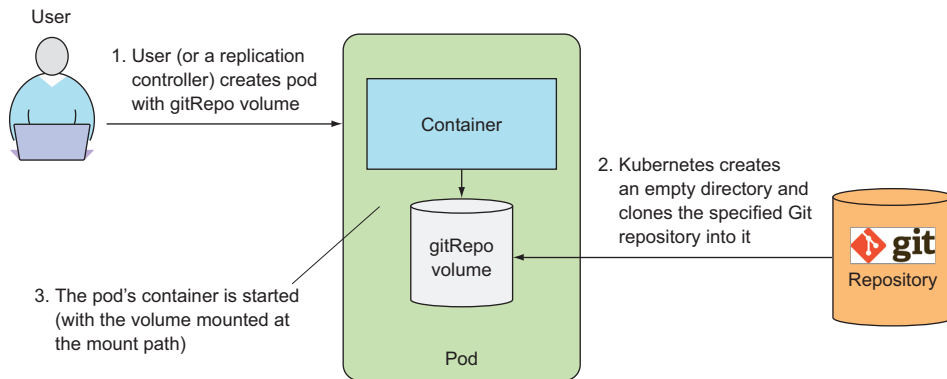 User
1. User (or a replication
controller) creates pod
with gitRepo volume
Container
2. Kubernetes creates
an empty directory and
clones the specified Git
repository into it
gitRepo
volume
git
Repository
3. The pod’s container is started
(with the volume mounted at
the mount path)
Pod